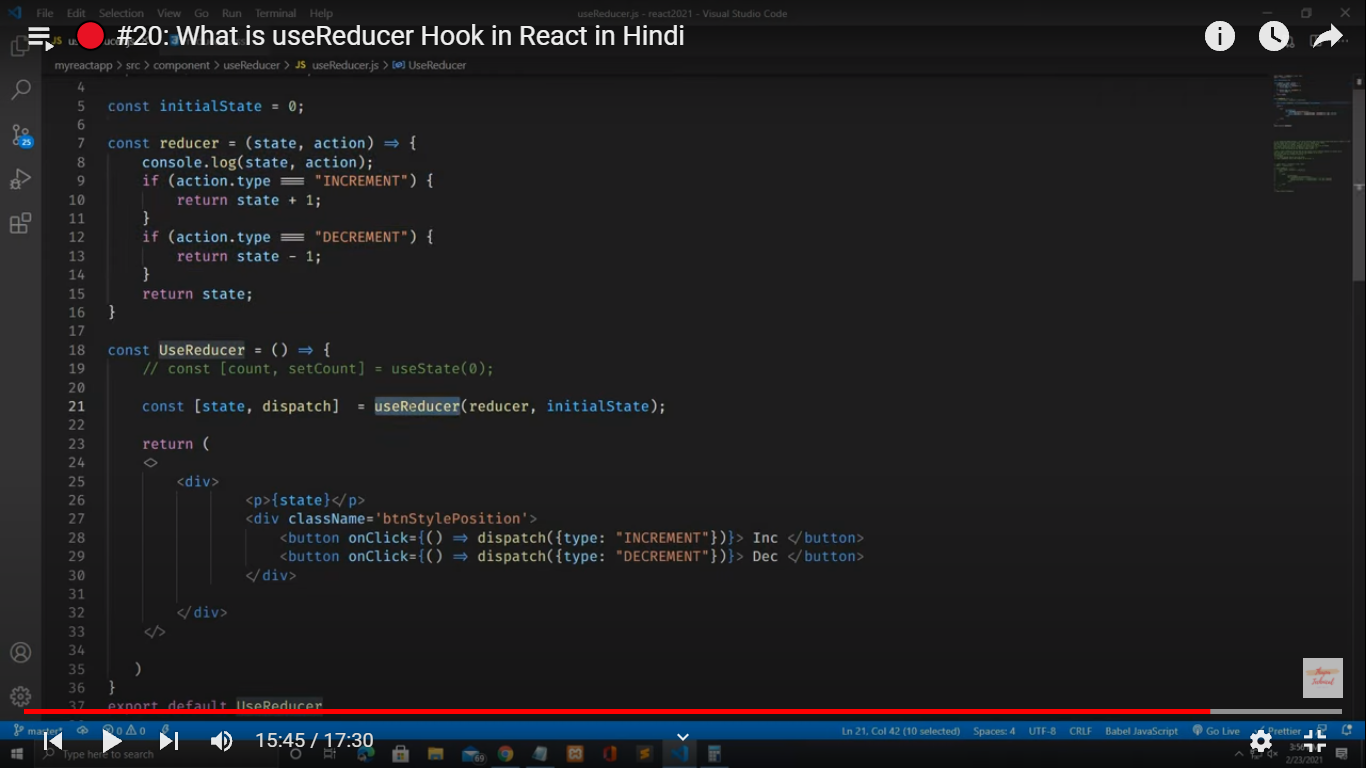 File Edit Selection View Go Run Terminal Help
useReducer.js - react2021 - Visual Studio Code
#20: What is useReducer Hook in React in Hindi
myreactapp > src > component > useReducer > JS useReducer.js > UseReducer
4
5 const initialState = 0;
6
7 const reducer = (state, action) => {
8 console.log(state, action);
9 if (action.type === "INCREMENT") {
10 return state + 1;
11 }
12 if (action.type === "DECREMENT") {
13 return state - 1;
14 }
15 return state;
16 }
17
18 const UseReducer = () => {
19 // const [count, setCount] = useState(0);
20
21 const [state, dispatch]  = useReducer(reducer, initialState);
22
23 return (
24 <>
25 <div>
26 <p>{state}</p>
27 <div className='btnStylePosition'>
28 <button onClick={() => dispatch({type: "INCREMENT"})}> Inc </button>
29 <button onClick={() => dispatch({type: "DECREMENT"})}> Dec </button>
30 </div>
31
32 </div>
33 </>
34
35 )
36 }
37 export default UseReducer
25
master* 0 0 Ln 21, Col 42 (10 selected) Spaces: 4 UTF-8 CRLF Babel JavaScript Go Live Prettier
15:45 / 17:30
Type here to search
69
2/23/2021